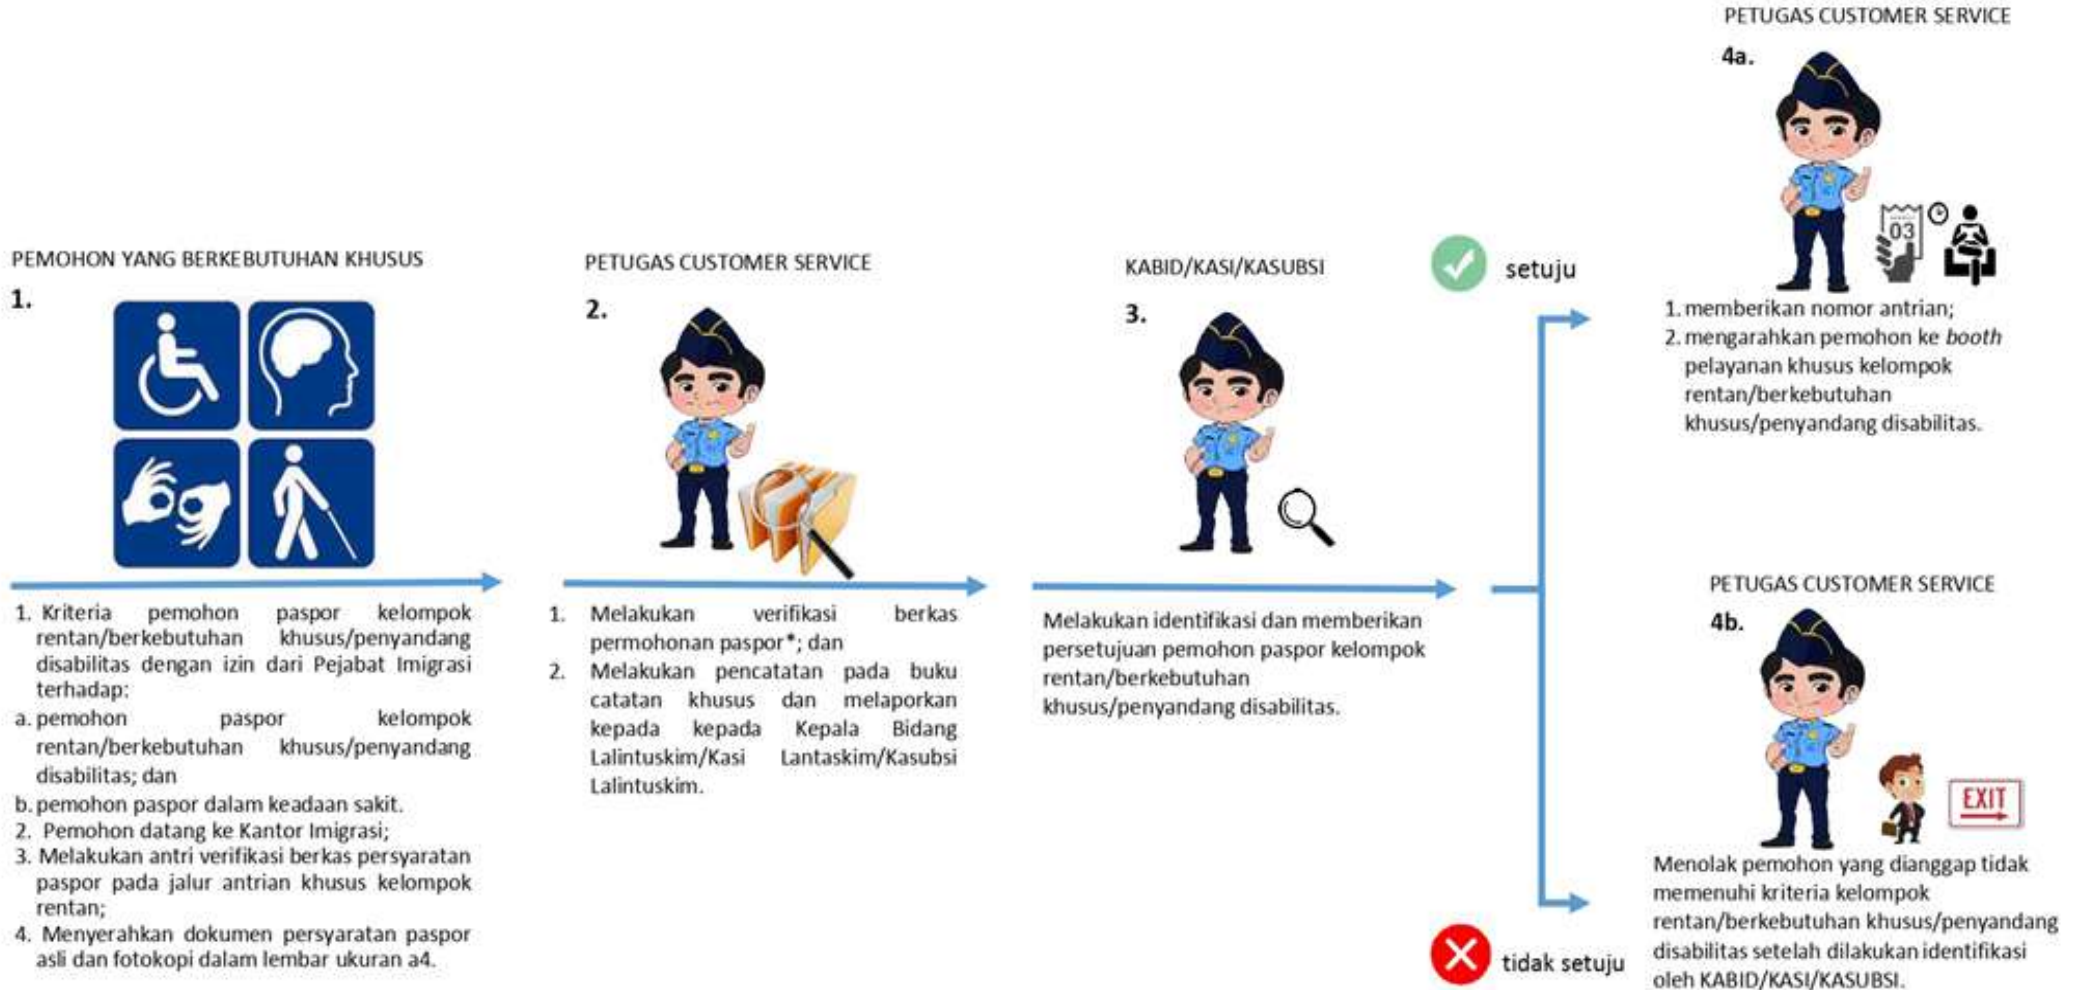 PEMOHON YANG BERKEBUTUHAN KHUSUS
1.
1. Kriteria pemohon paspor kelompok
rentan/berkebutuhan khusus/penyandang
disabilitas dengan izin dari Pejabat Imigrasi
terhadap:
a. pemohon paspor kelompok
rentan/berkebutuhan khusus/penyandang
disabilitas; dan
b. pemohon paspor dalam keadaan sakit.
2. Pemohon datang ke Kantor Imigrasi;
3. Melakukan antri verifikasi berkas persyaratan
paspor pada jalur antrian khusus kelompok
rentan;
4. Menyerahkan dokumen persyaratan paspor
asli dan fotokopi dalam lembar ukuran a4.
PETUGAS CUSTOMER SERVICE
2.
1. Melakukan verifikasi berkas
permohonan paspor*; dan
2. Melakukan pencatatan pada buku
catatan khusus dan melaporkan
kepada kepada Kepala Bidang
Lalintuskim/Kasi Lantaskim/Kasubsi
Lalintuskim.
KABID/KASI/KASUBSI
3.
Melakukan identifikasi dan memberikan
persetujuan pemohon paspor kelompok
rentan/berkebutuhan
khusus/penyandang disabilitas.
setuju
PETUGAS CUSTOMER SERVICE
4a.
03
1. memberikan nomor antrian;
2. mengarahkan pemohon ke booth
pelayanan khusus kelompok
rentan/berkebutuhan
khusus/penyandang disabilitas.
tidak setuju
PETUGAS CUSTOMER SERVICE
4b.
EXIT
Menolak pemohon yang dianggap tidak
memenuhi kriteria kelompok
rentan/berkebutuhan khusus/penyandang
disabilitas setelah dilakukan identifikasi
oleh KABID/KASI/KASUBSI.